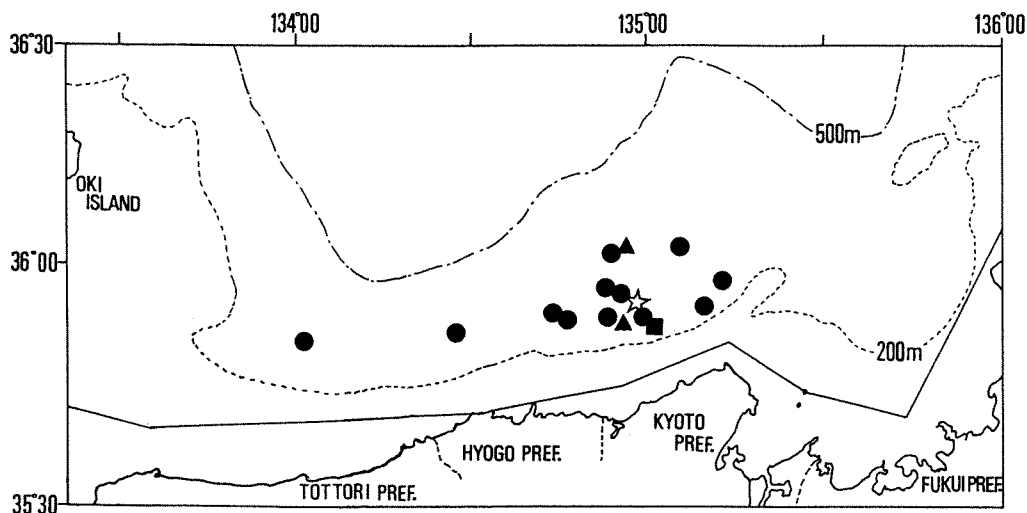 134°00 135°00 136°00
36°30
500m
OKI
ISLAND
36°00
200m
KYOTO
PREF.
HYOGO PREF.
TOTTORI PREF.
FUKUI PREF.
35°30